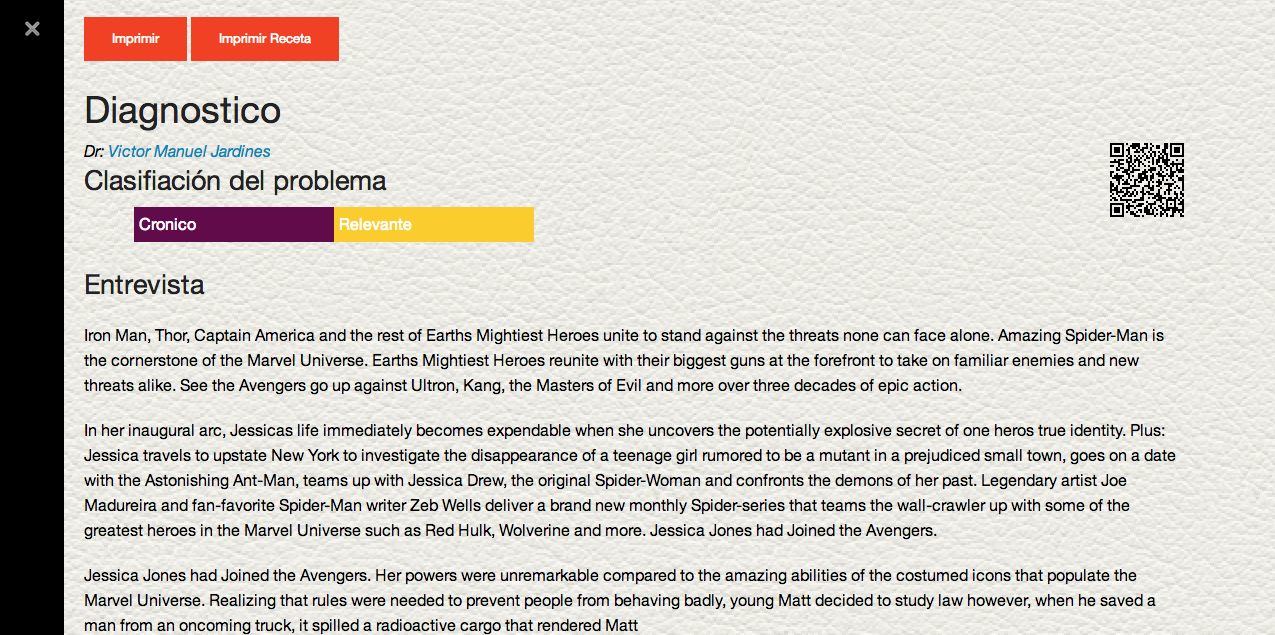 Imprimir Imprimir Receta
Diagnostico
Dr: Victor Manuel Jardines
Clasifiación del problema
Cronico Relevante
Entrevista
Iron Man, Thor, Captain America and the rest of Earths Mightiest Heroes unite to stand against the threats none can face alone. Amazing Spider-Man is
the cornerstone of the Marvel Universe. Earths Mightiest Heroes reunite with their biggest guns at the forefront to take on familiar enemies and new
threats alike. See the Avengers go up against Ultron, Kang, the Masters of Evil and more over three decades of epic action.
In her inaugural arc, Jessicas life immediately becomes expendable when she uncovers the potentially explosive secret of one heros true identity. Plus:
Jessica travels to upstate New York to investigate the disappearance of a teenage girl rumored to be a mutant in a prejudiced small town, goes on a date
with the Astonishing Ant-Man, teams up with Jessica Drew, the original Spider-Woman and confronts the demons of her past. Legendary artist Joe
Madureira and fan-favorite Spider-Man writer Zeb Wells deliver a brand new monthly Spider-series that teams the wall-crawler up with some of the
greatest heroes in the Marvel Universe such as Red Hulk, Wolverine and more. Jessica Jones had Joined the Avengers.
Jessica Jones had Joined the Avengers. Her powers were unremarkable compared to the amazing abilities of the costumed icons that populate the
Marvel Universe. Realizing that rules were needed to prevent people from behaving badly, young Matt decided to study law however, when he saved a
man from an oncoming truck, it spilled a radioactive cargo that rendered Matt